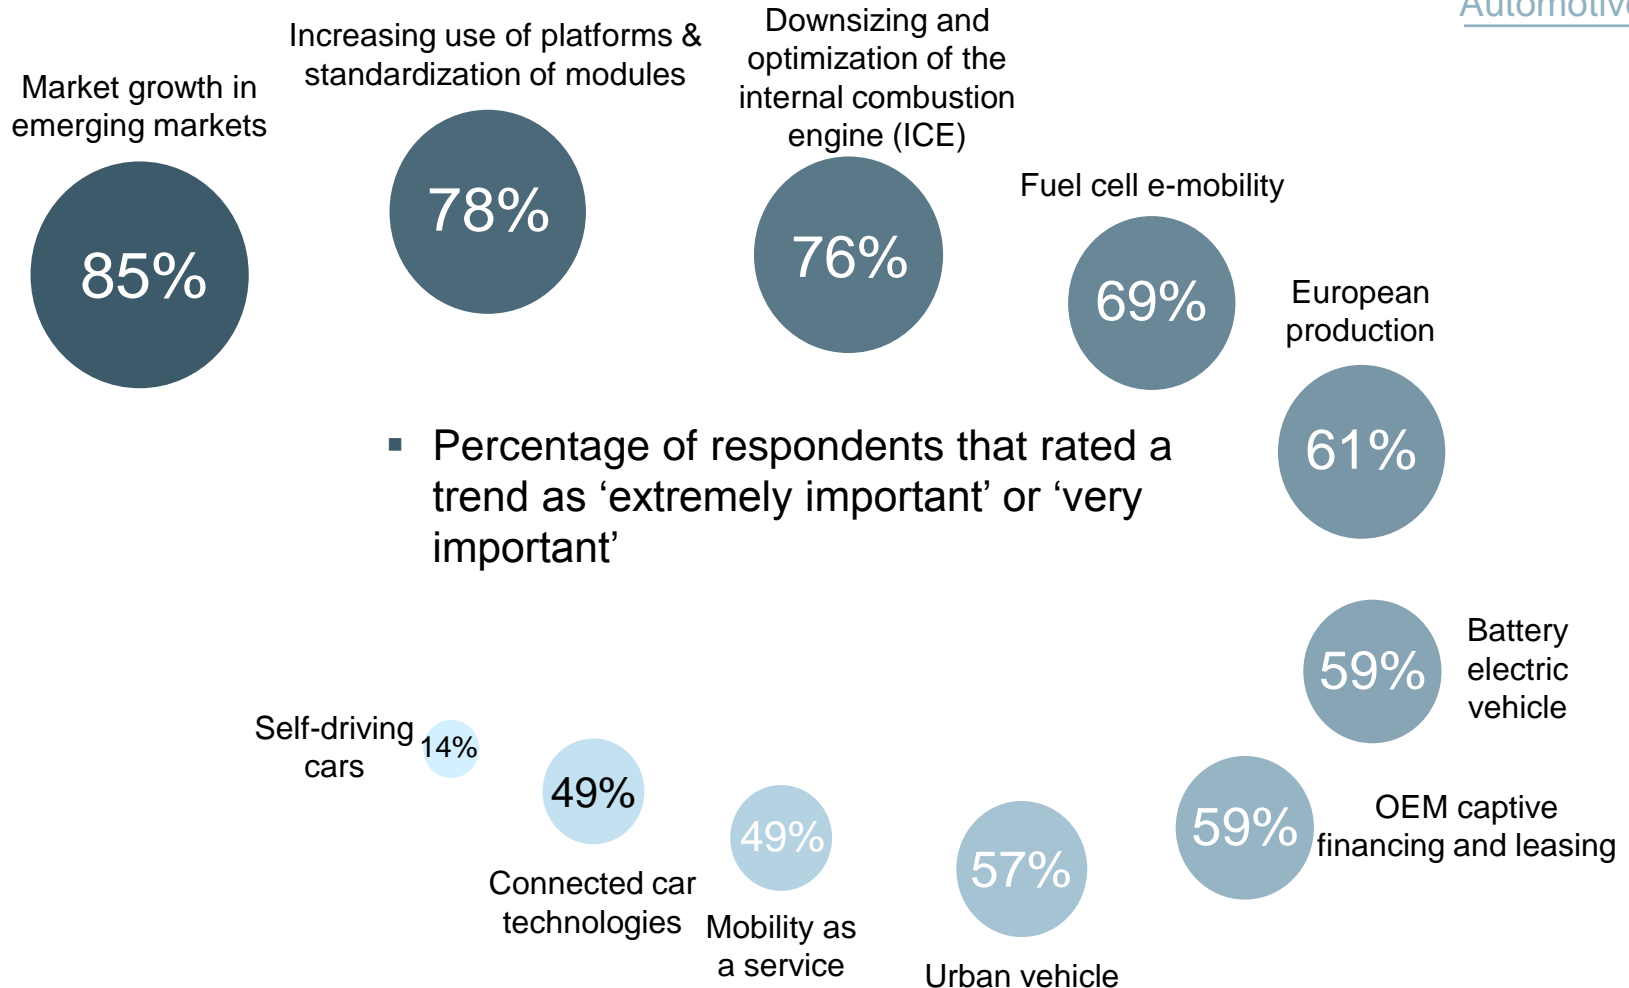 Automotive
Increasing use of platforms &
standardization of modules
Downsizing and
optimization of the
internal combustion
engine (ICE)
Market growth in
emerging markets
85%
78%
76%
Fuel cell e-mobility
69%
European
production
61%
▪ Percentage of respondents that rated a
trend as ‘extremely important’ or ‘very
important’
59%
Battery
electric
vehicle
59%
OEM captive
financing and leasing
57%
Urban vehicle
49%
Mobility as
a service
49%
Connected car
technologies
14%
Self-driving
cars